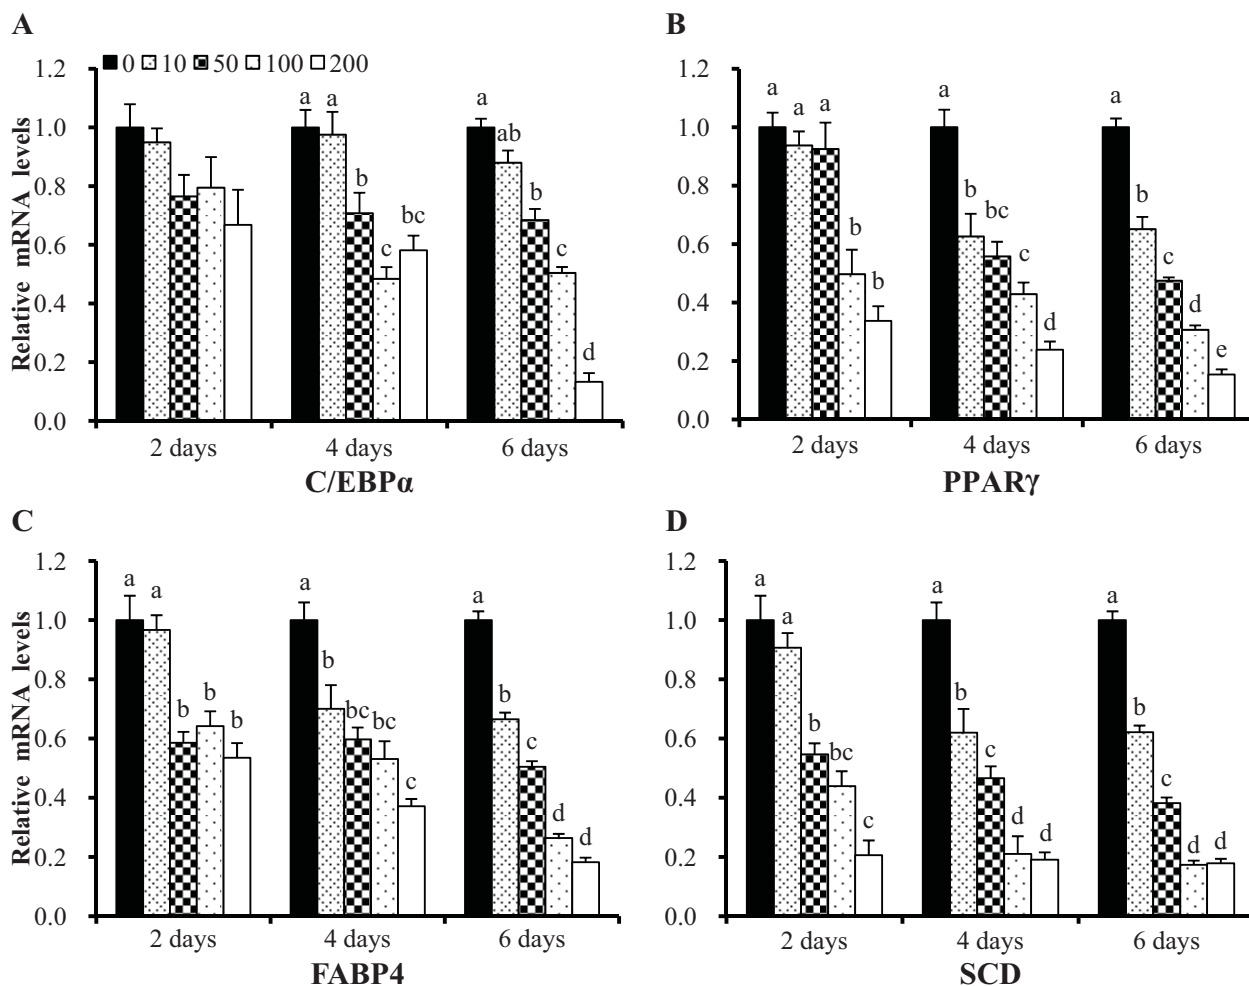 A
0 10 50 100 200
Relative mRNA levels
1.2
1.0
0.8
0.6
0.4
0.2
0.0
a a b c bc
a ab b c d
2 days 4 days 6 days
C/EBPα
B
1.2
1.0
0.8
0.6
0.4
0.2
0.0
a a a b b
a b bc c d
a b c d e
2 days 4 days 6 days
PPARγ
C
Relative mRNA levels
1.2
1.0
0.8
0.6
0.4
0.2
0.0
a a b b b
a b bc bc c
a b c d d
2 days 4 days 6 days
FABP4
D
1.2
1.0
0.8
0.6
0.4
0.2
0.0
a a b bc c
a b c d d
a b c d d
2 days 4 days 6 days
SCD